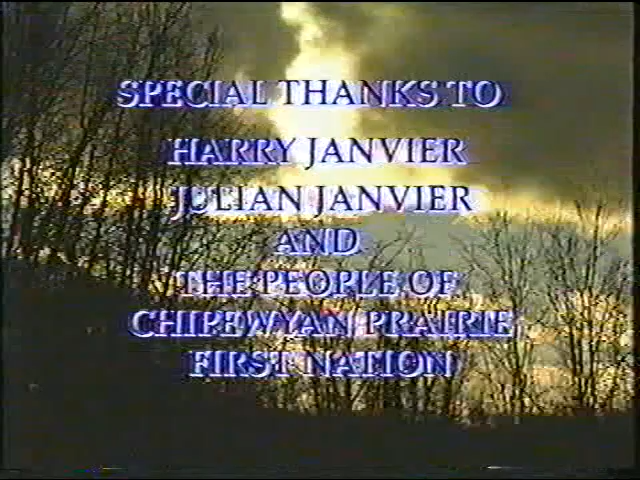 SPECIAL THANKS TO
HARRY JANVIER
JULIAN JANVIER
AND
THE PEOPLE OF
CHIPEWYAN PRAIRIE
FIRST NATION